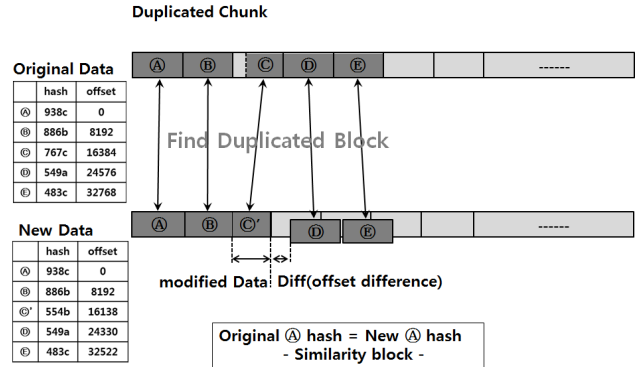 Duplicated Chunk
Ⓐ Ⓑ Ⓒ Ⓓ Ⓔ ------
Original Data
hash offset
Ⓐ 938c 0
Ⓑ 886b 8192
Ⓒ 767c 16384
Ⓓ 549a 24576
Ⓔ 483c 32768
Find Duplicated Block
New Data
Ⓐ Ⓑ Ⓒ' Ⓓ Ⓔ ------
hash offset
Ⓐ 938c 0
Ⓑ 886b 8192
Ⓒ' 554b 16138
Ⓓ 549a 24330
Ⓔ 483c 32522
modified Data Diff(offset difference)
Original Ⓐ hash = New Ⓐ hash
- Similarity block -